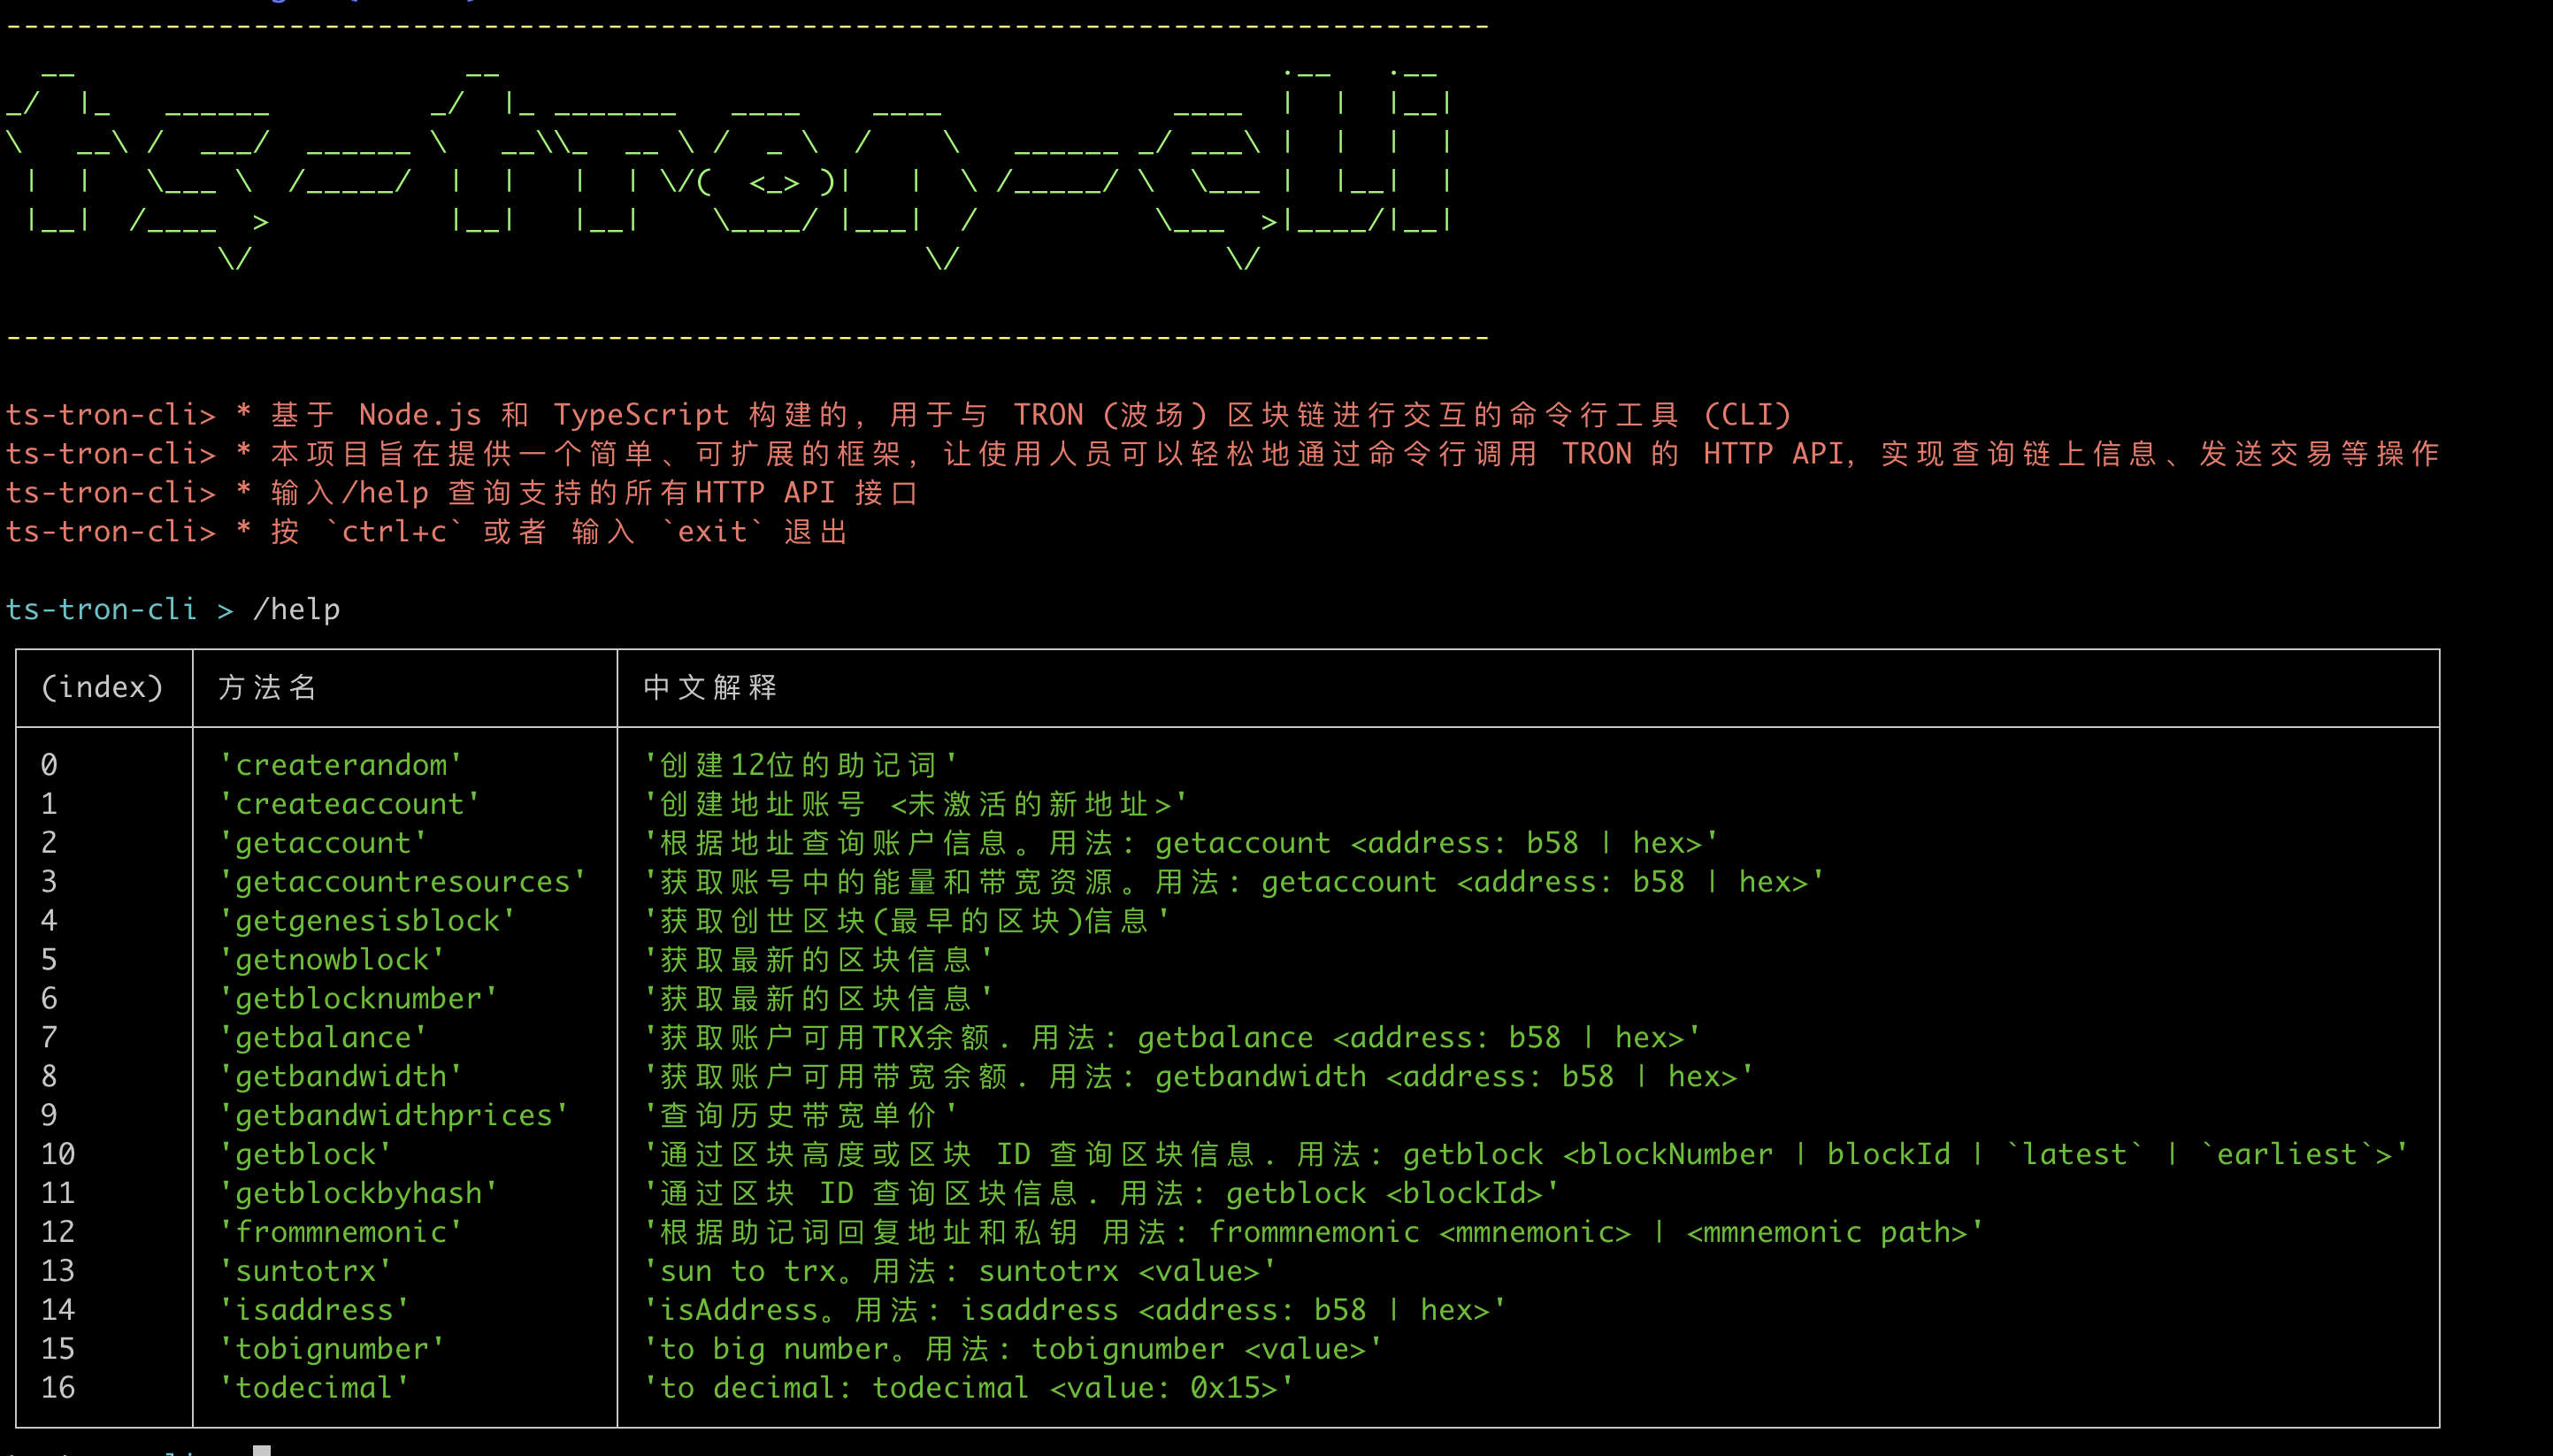 ts-tron-cli
ts-tron-cli> * 基于 Node.js 和 TypeScript 构建的, 用于与 TRON (波场) 区块链进行交互的命令行工具 (CLI)
ts-tron-cli> * 本项目旨在提供一个简单、可扩展的框架, 让使用人员可以轻松地通过命令行调用 TRON 的 HTTP API, 实现查询链上信息、发送交易等操作
ts-tron-cli> * 输入/help 查询支持的所有HTTP API 接口
ts-tron-cli> * 按 `ctrl+c` 或者 输入 `exit` 退出
ts-tron-cli > /help
(index) 方法名 中文解释
0 'createrandom' '创建12位的助记词'
1 'createaccount' '创建地址账号 <未激活的新地址>'
2 'getaccount' '根据地址查询账户信息。用法: getaccount <address: b58 | hex>'
3 'getaccountresources' '获取账号中的能量和带宽资源。用法: getaccount <address: b58 | hex>'
4 'getgenesisblock' '获取创世区块(最早的区块)信息'
5 'getnowblock' '获取最新的区块信息'
6 'getblocknumber' '获取最新的区块信息'
7 'getbalance' '获取账户可用TRX余额. 用法: getbalance <address: b58 | hex>'
8 'getbandwidth' '获取账户可用带宽余额. 用法: getbandwidth <address: b58 | hex>'
9 'getbandwidthprices' '查询历史带宽单价'
10 'getblock' '通过区块高度或区块 ID 查询区块信息. 用法: getblock <blockNumber | blockId | `latest` | `earliest`>'
11 'getblockbyhash' '通过区块 ID 查询区块信息. 用法: getblock <blockId>'
12 'frommnemonic' '根据助记词回复地址和私钥 用法: frommnemonic <mmnemonic> | <mmnemonic path>'
13 'suntotrx' 'sun to trx。用法: suntotrx <value>'
14 'isaddress' 'isAddress。用法: isaddress <address: b58 | hex>'
15 'tobignumber' 'to big number。用法: tobignumber <value>'
16 'todecimal' 'to decimal: todecimal <value: 0x15>'